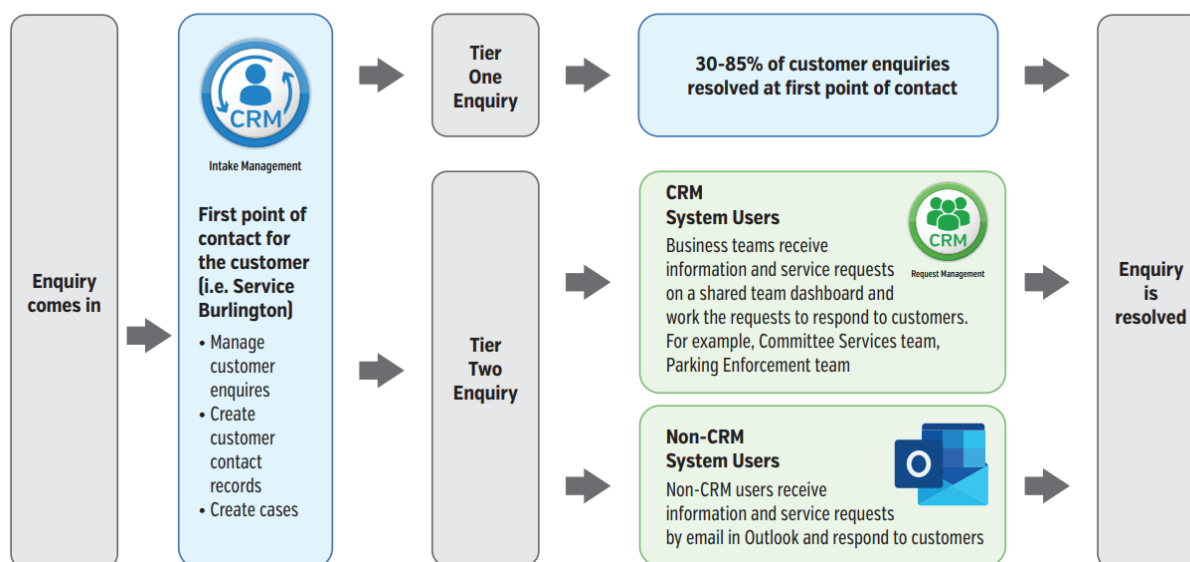 Enquiry
comes in
CRM
Intake Management
First point of
contact for
the customer
(i.e. Service
Burlington)
• Manage
customer
enquires
• Create
customer
contact
records
• Create cases
Tier
One
Enquiry
30-85% of customer enquiries
resolved at first point of contact
Tier
Two
Enquiry
CRM
System Users
Business teams receive
information and service requests
on a shared team dashboard and
work the requests to respond to customers.
For example, Committee Services team,
Parking Enforcement team
CRM
Request Management
Non-CRM
System Users
Non-CRM users receive
information and service requests
by email in Outlook and respond to customers
O
Enquiry
is
resolved